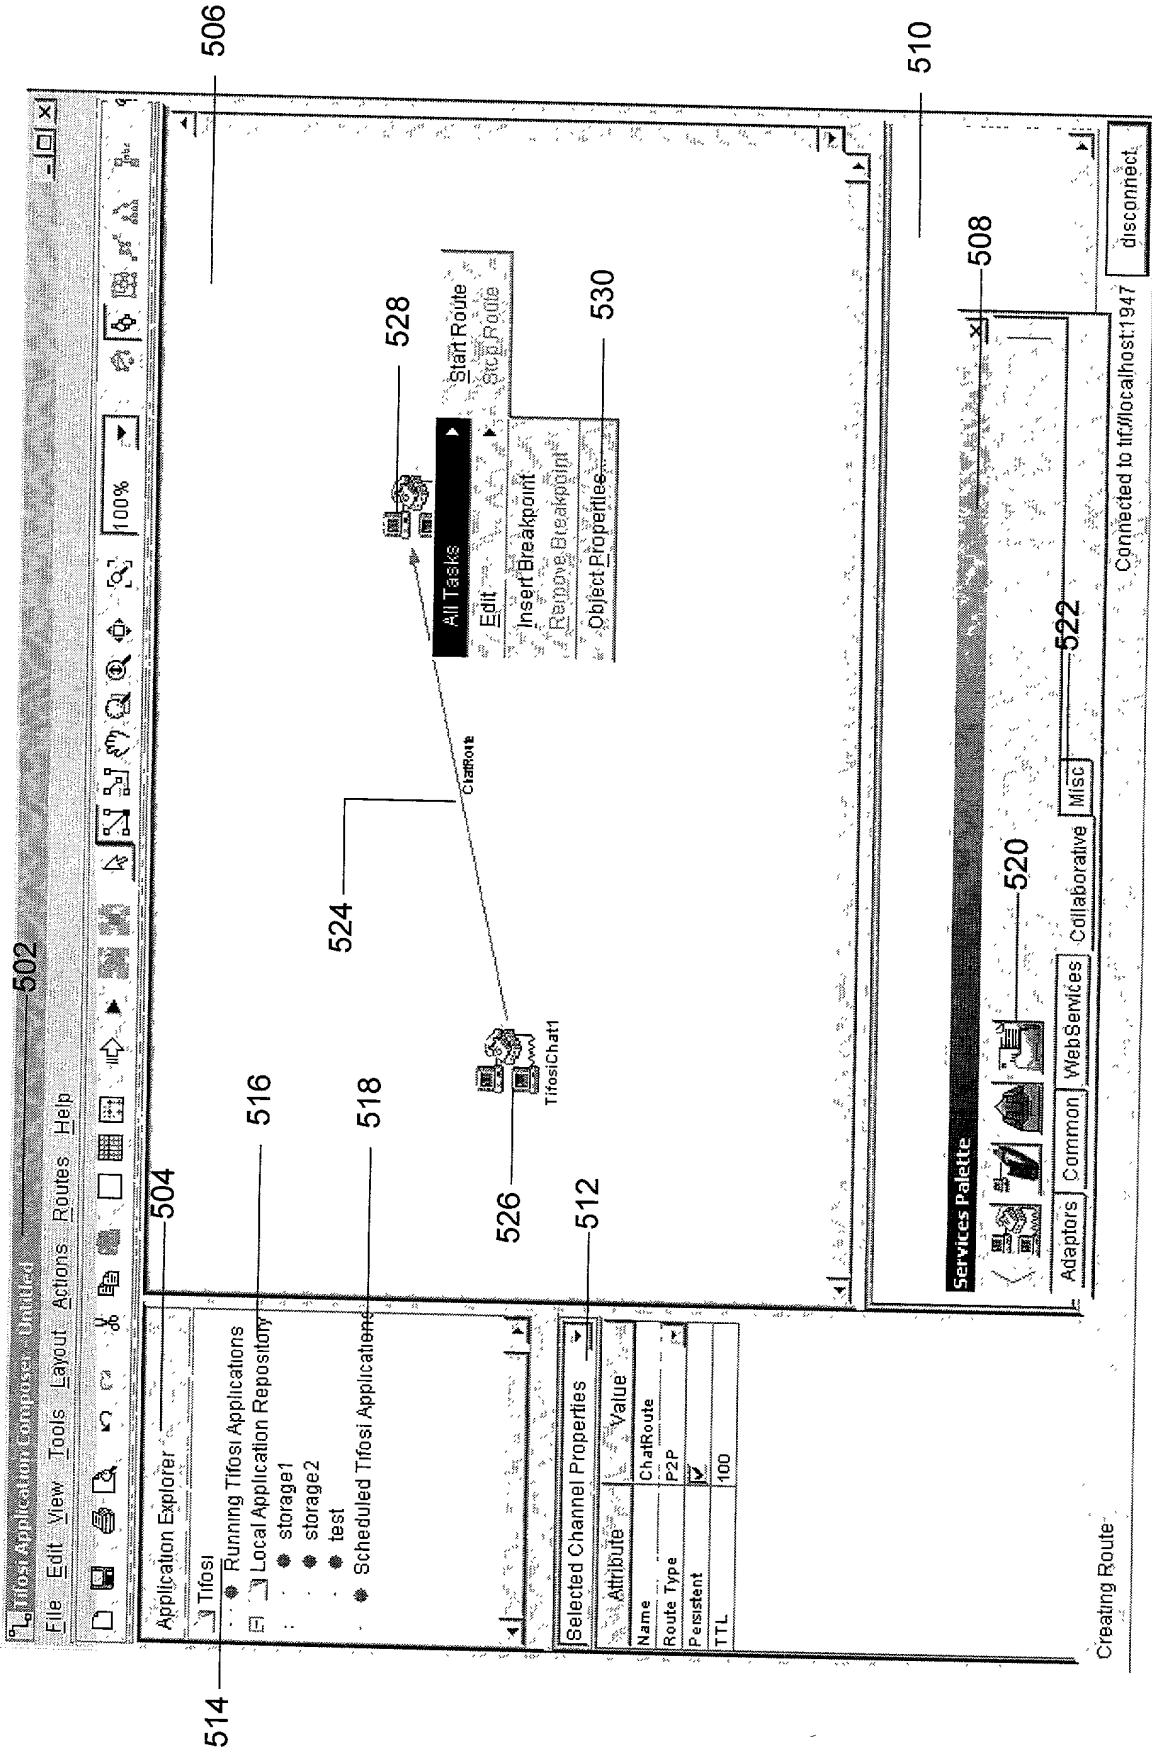 Tifosi Application Composer - Untitled
502
File Edit View Tools Layout Actions Routes Help
100%
504
506
Application Explorer
Tifosi
514
Running Tifosi Applications
Local Application Repository
516
storage1
storage2
test
Scheduled Tifosi Applications
518
524
ChatRoute
526
TifosiChat1
528
All Tasks
Start Route
Stop Route
Edit
Insert Breakpoint
Remove Breakpoint
Object Properties
530
512
Selected Channel Properties
Attribute Value
Name ChatRoute
Route Type P2P
Persistent
TTL 100
510
Services Palette
508
520
522
Adaptors Common WebServices Collaborative Misc
Creating Route
Connected to tif://localhost:1947
disconnect